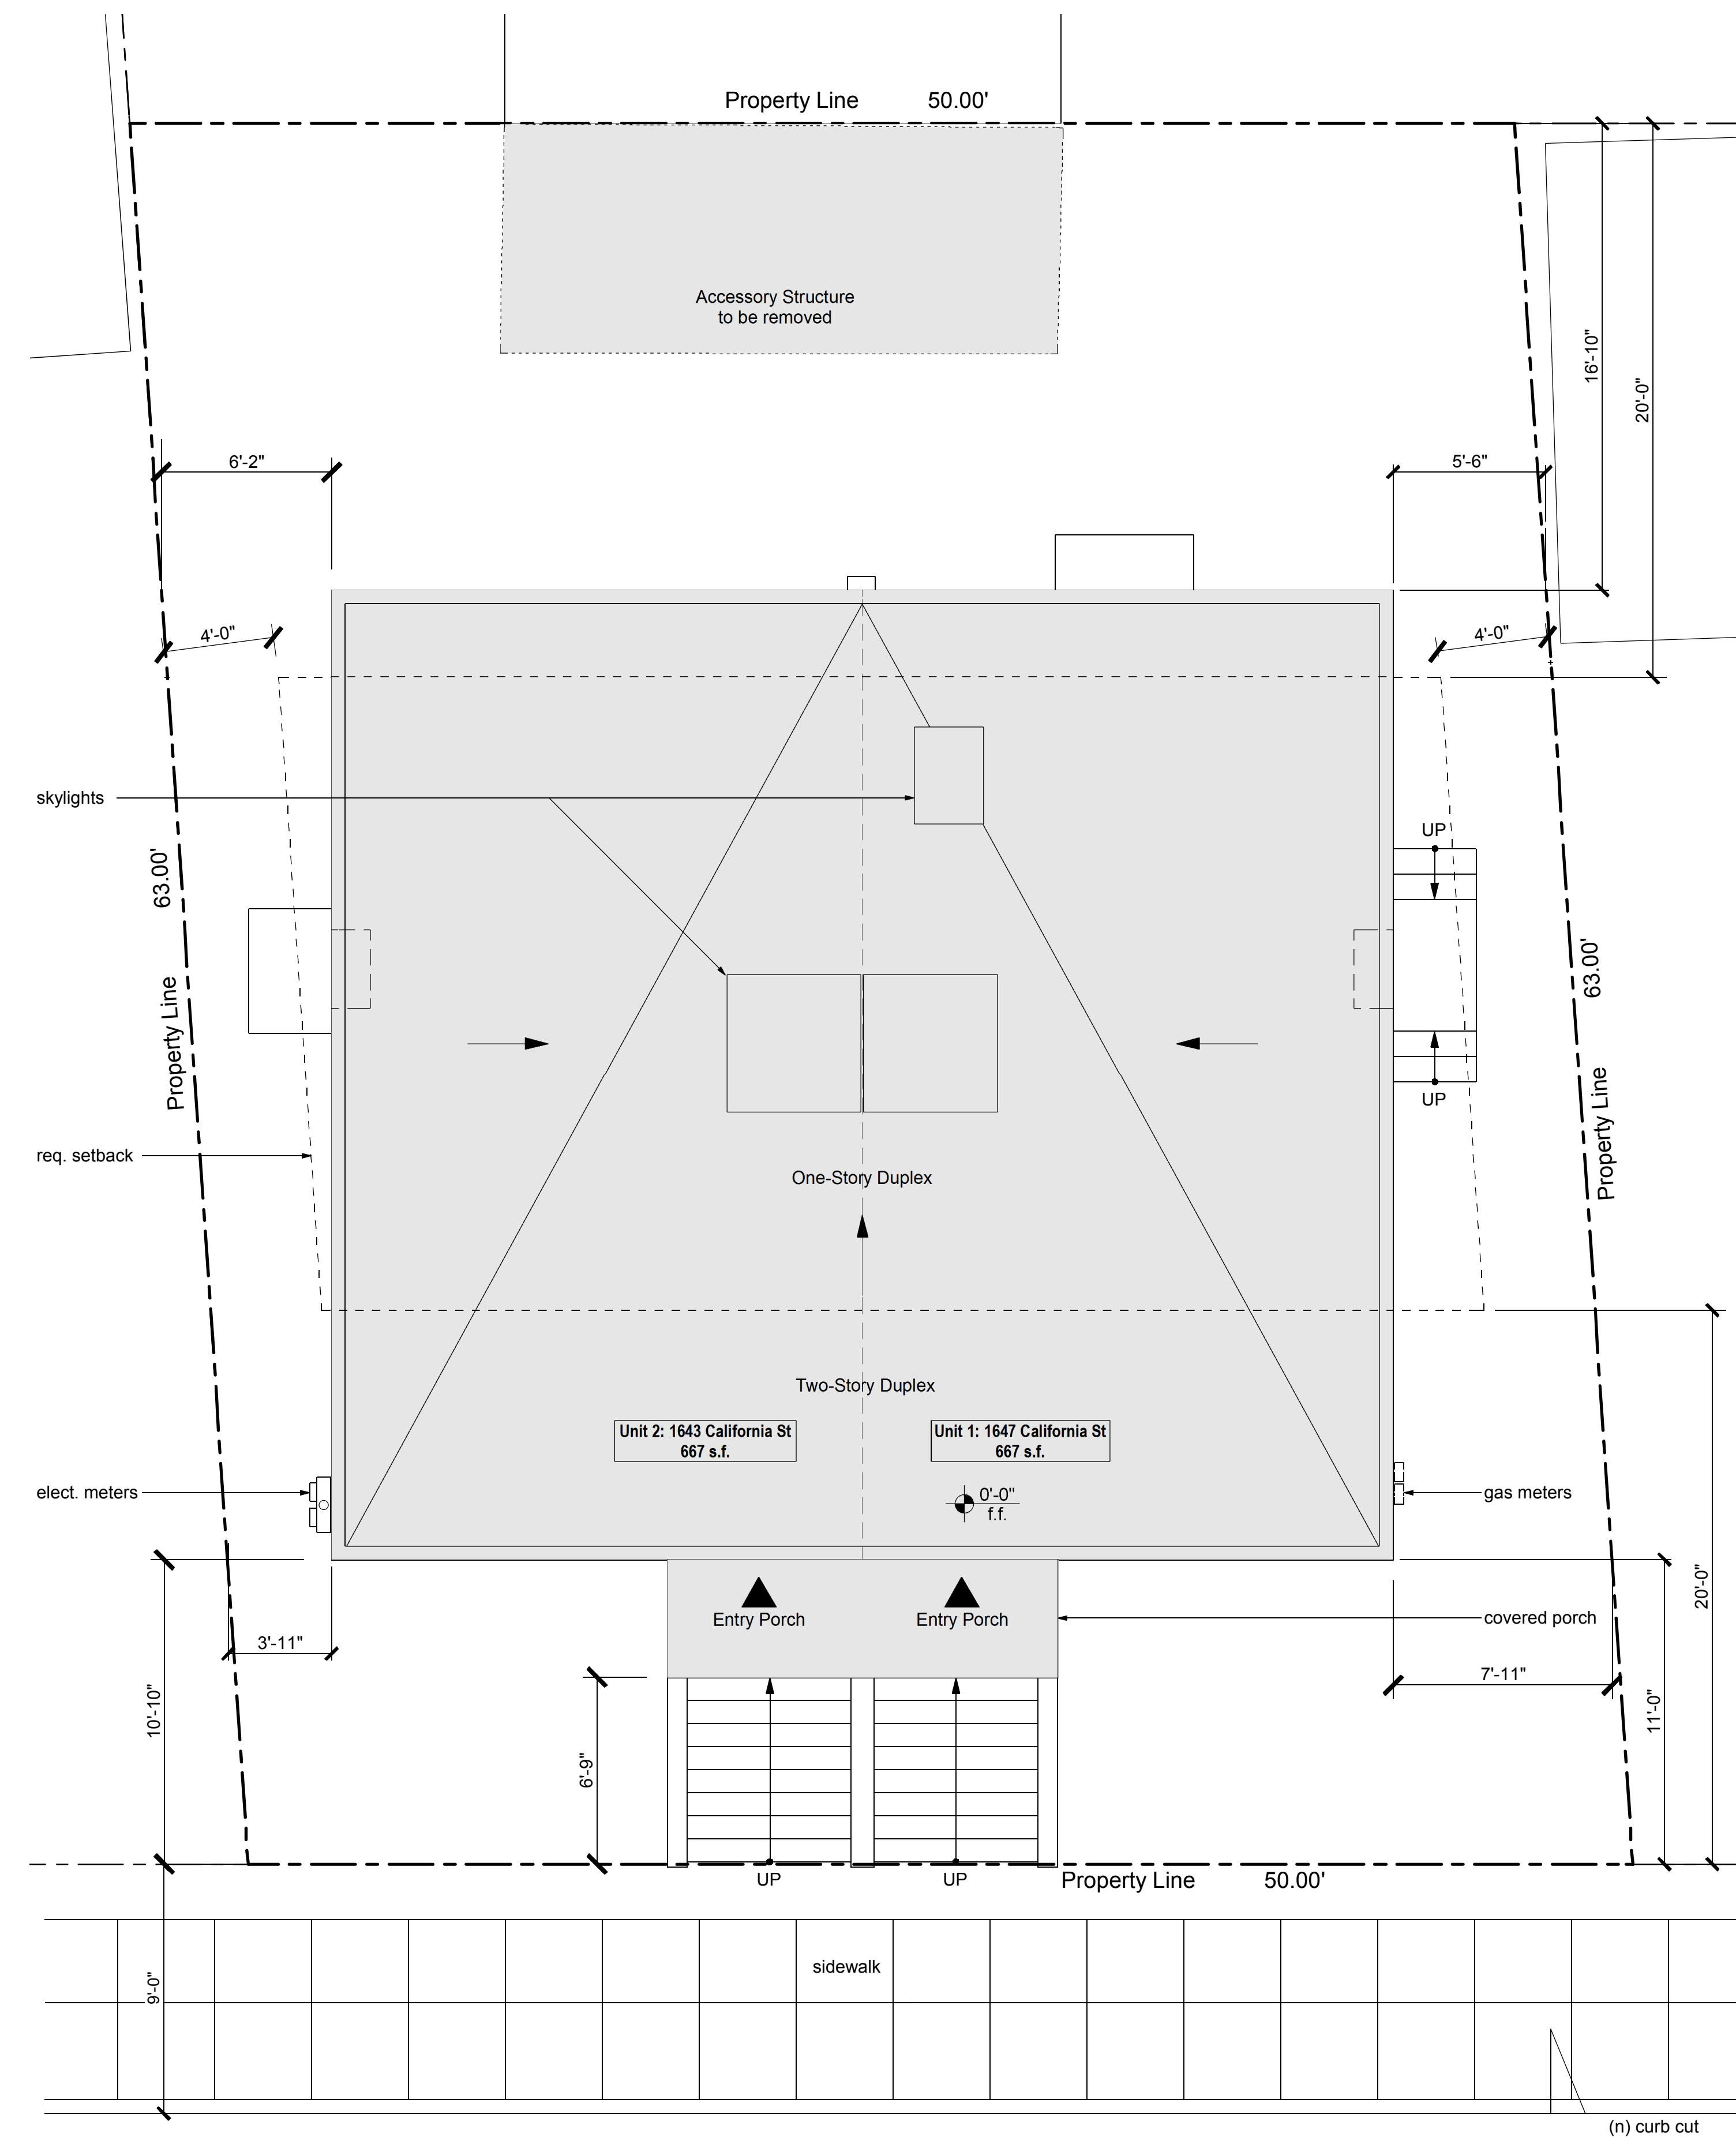 Property Line 50.00'
Accessory Structure
to be removed
16'-10"
20'-0"
6'-2"
5'-6"
4'-0"
4'-0"
skylights
UP
63.00'
Property Line
63.00'
Property Line
UP
req. setback
One-Story Duplex
Two-Story Duplex
Unit 2: 1643 California St
667 s.f.
Unit 1: 1647 California St
667 s.f.
elect. meters
0'-0"
f.f.
gas meters
Entry Porch
Entry Porch
covered porch
3'-11"
7'-11"
10'-10"
6'-9"
11'-0"
20'-0"
UP
UP
Property Line 50.00'
sidewalk
9'-0"
(n) curb cut